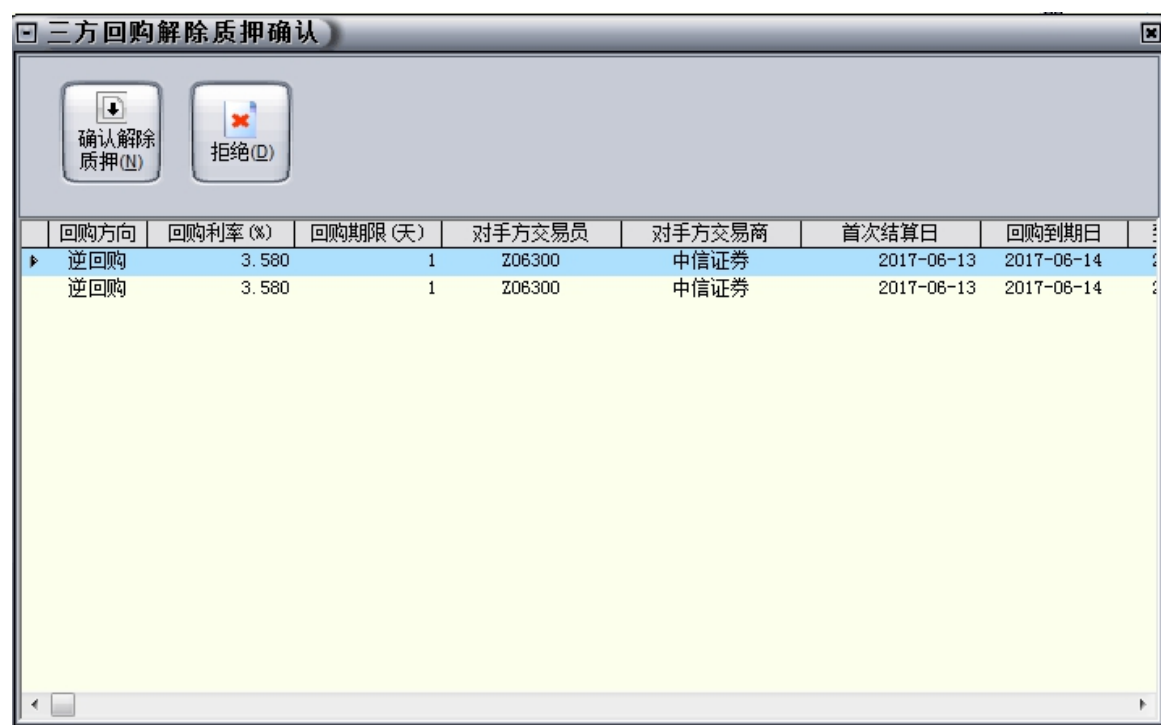 三方回购解除质押确认
确认解除
质押(N)
拒绝(D)
回购方向 回购利率(%) 回购期限(天) 对手方交易员 对手方交易商 首次结算日 回购到期日
逆回购 3.580 1 Z06300 中信证券 2017-06-13 2017-06-14
逆回购 3.580 1 Z06300 中信证券 2017-06-13 2017-06-14